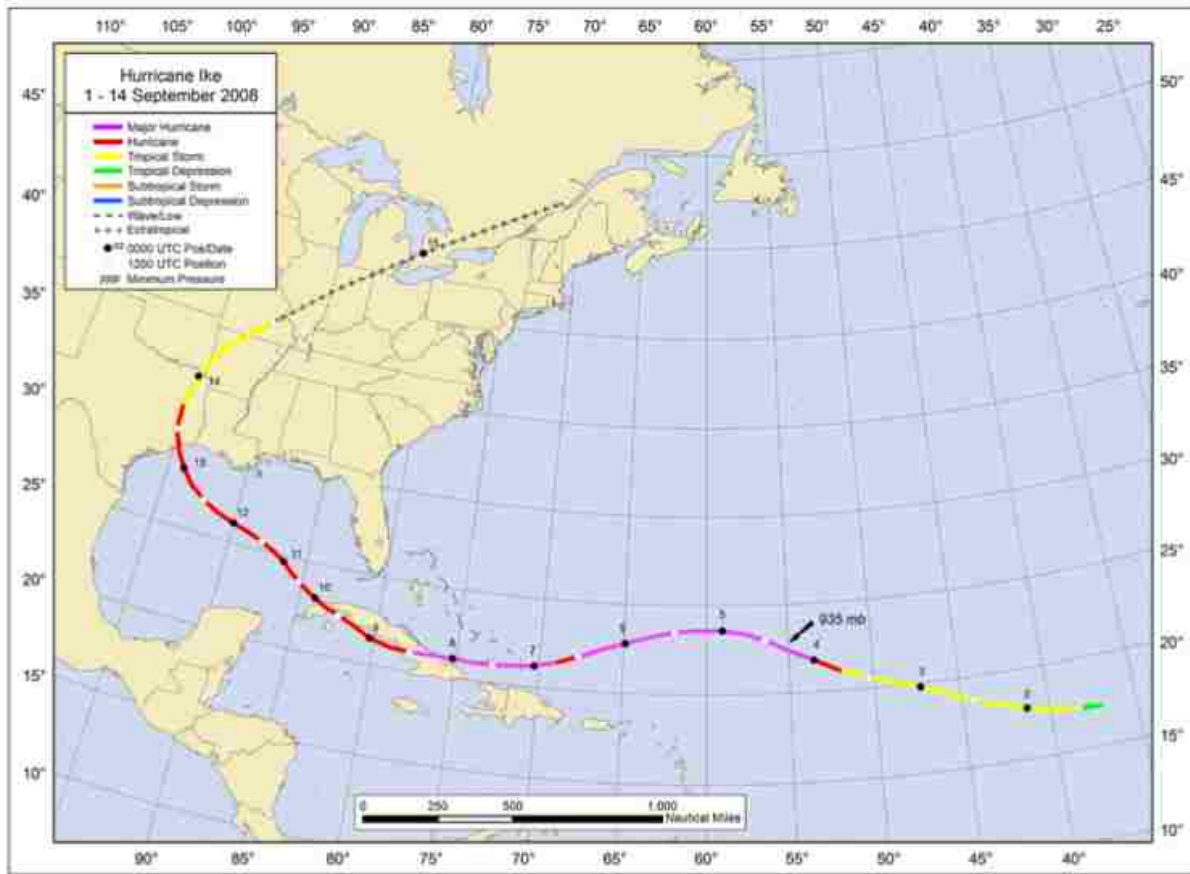 110° 105° 100° 95° 90° 85° 80° 75° 70° 65° 60° 55° 50° 45° 40° 35° 30° 25°
Hurricane Ike
1 - 14 September 2008
Major Hurricane
Hurricane
Tropical Storm
Tropical Depression
Subtropical Storm
Subtropical Depression
Wave/Low
Extratropical
0000 UTC Pos/Date
1200 UTC Position
Minimum Pressure
50°
45°
45°
40°
40°
35°
35°
30°
14
30°
13
25°
12
11
25°
10
20°
9
8
7
6
5
935 mb
4
3
2
20°
15°
15°
10°
10°
0 250 500 1,000
Nautical Miles
90° 85° 80° 75° 70° 65° 60° 55° 50° 45° 40°